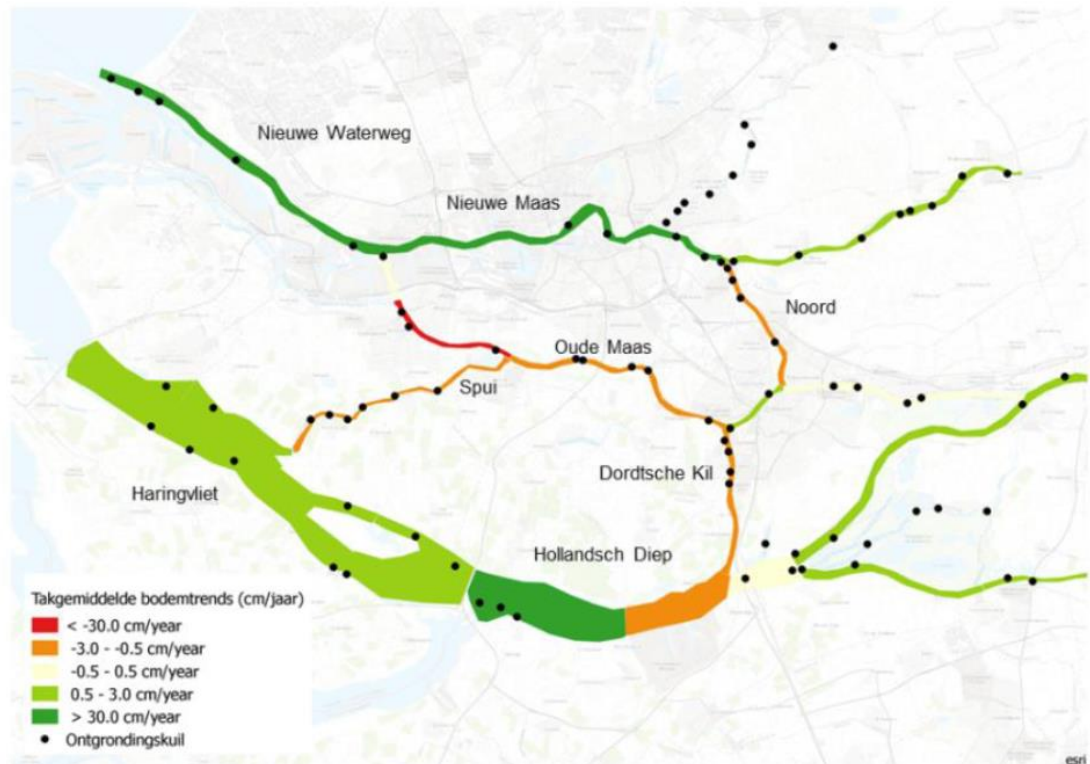 Nieuwe Waterweg
Nieuwe Maas
Noord
Oude Maas
Spui
Dordtsche Kil
Haringvliet
Hollandsch Diep
Takgemiddelde bodemtrends (cm/jaar)
< -30.0 cm/year
-3.0 - -0.5 cm/year
-0.5 - 0.5 cm/year
0.5 - 3.0 cm/year
> 30.0 cm/year
Ontgrondingskuil
esri